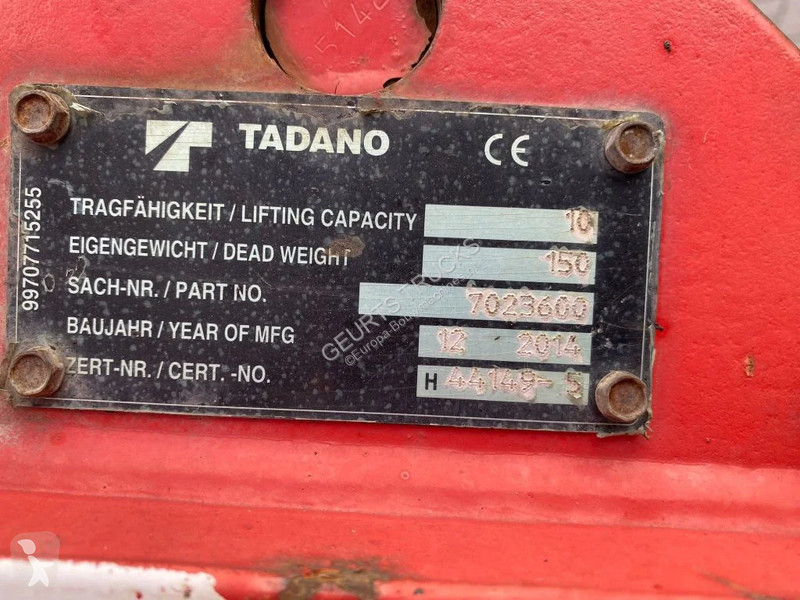 5142
TADANO CE
TRAGFÄHIGKEIT / LIFTING CAPACITY 10
EIGENGEWICHT / DEAD WEIGHT 150
SACH-NR. / PART NO. 7023600
BAUJAHR / YEAR OF MFG 12 2014
ZERT-NR. / CERT. -NO. H 44149-5
99707715255
GEURTS TRUCKS